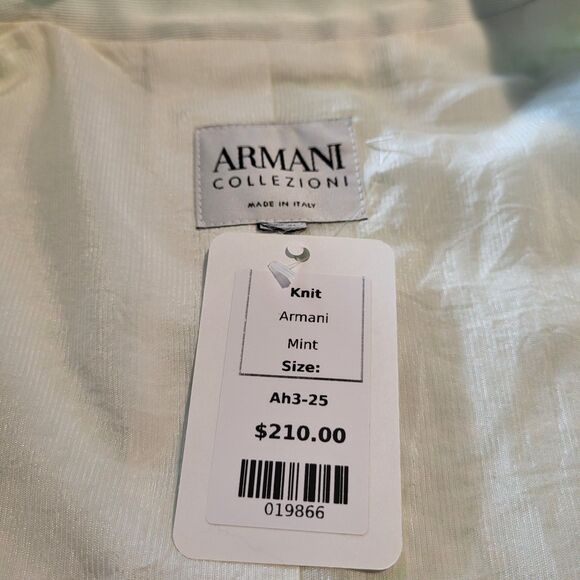 ARMANI
COLLEZIONI
MADE IN ITALY
Knit
Armani
Mint
Size:
Ah3-25
$210.00
019866